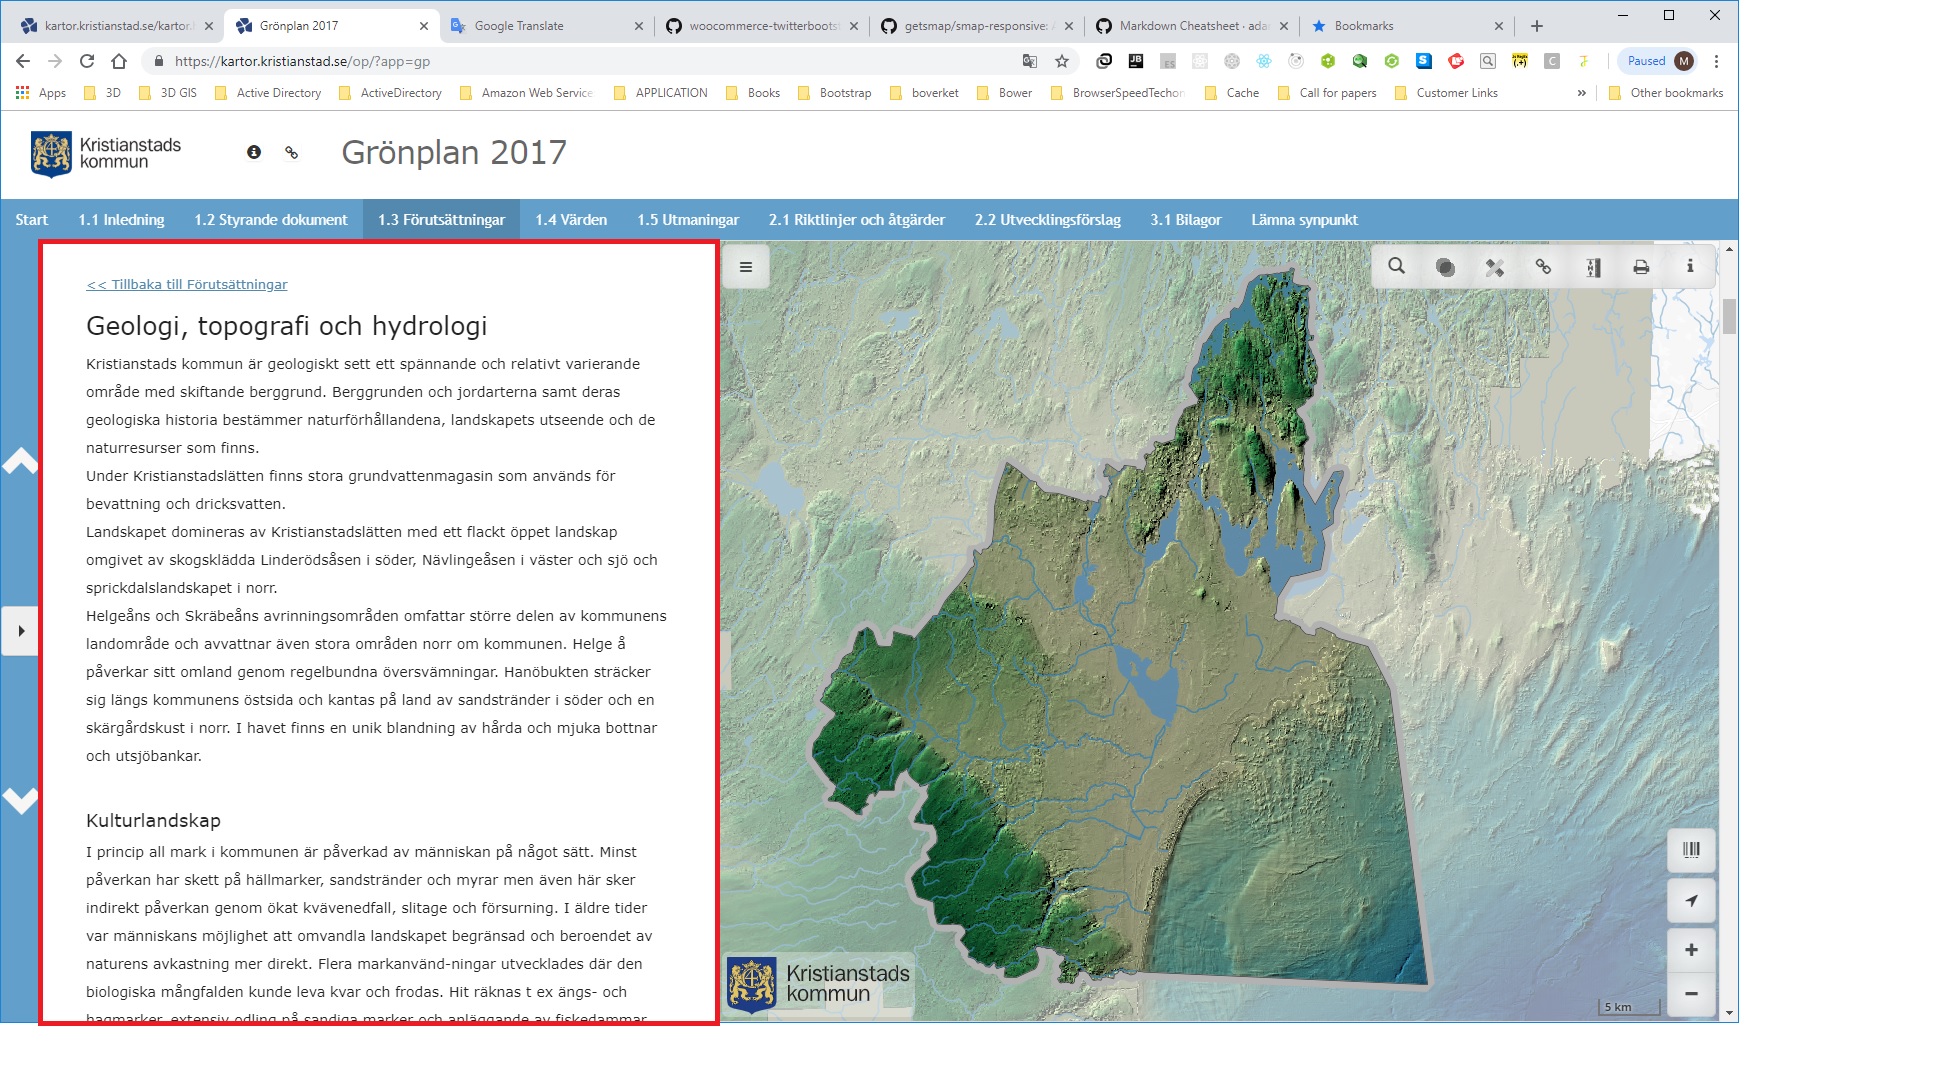 kartor.kristianstad.se/kartor.
Grönplan 2017
Google Translate
woocommerce-twitterbootst
getsmap/smap-responsive: A
Markdown Cheatsheet · ada
Bookmarks
https://kartor.kristianstad.se/op/?app=gp
Paused
M
Apps
3D
3D GIS
Active Directory
ActiveDirectory
Amazon Web Service
APPLICATION
Books
Bootstrap
boverket
Bower
BrowserSpeedTechon
Cache
Call for papers
Customer Links
»
Other bookmarks
Kristianstads
kommun
Grönplan 2017
Start
1.1 Inledning
1.2 Styrande dokument
1.3 Förutsättningar
1.4 Värden
1.5 Utmaningar
2.1 Riktlinjer och åtgärder
2.2 Utvecklingsförslag
3.1 Bilagor
Lämna synpunkt
<< Tillbaka till Förutsättningar
Geologi, topografi och hydrologi
Kristianstads kommun är geologiskt sett ett spännande och relativt varierande
område med skiftande berggrund. Berggrunden och jordarterna samt deras
geologiska historia bestämmer naturförhållandena, landskapets utseende och de
naturresurser som finns.
Under Kristianstadslätten finns stora grundvattenmagasin som används för
bevattning och dricksvatten.
Landskapet domineras av Kristianstadslätten med ett flackt öppet landskap
omgivet av skogsklädda Linderödsåsen i söder, Nävlingeåsen i väster och sjö och
sprickdalslandskapet i norr.
Helgeåns och Skräbeåns avrinningsområden omfattar större delen av kommunens
landområde och avvattnar även stora områden norr om kommunen. Helge å
påverkar sitt omland genom regelbundna översvämningar. Hanöbukten sträcker
sig längs kommunens östsida och kantas på land av sandstränder i söder och en
skärgårdskust i norr. I havet finns en unik blandning av hårda och mjuka bottnar
och utsjöbankar.
Kulturlandskap
I princip all mark i kommunen är påverkad av människan på något sätt. Minst
påverkan har skett på hällmarker, sandstränder och myrar men även här sker
indirekt påverkan genom ökat kvävenedfall, slitage och försurning. I äldre tider
var människans möjlighet att omvandla landskapet begränsad och beroendet av
naturens avkastning mer direkt. Flera markanvänd-ningar utvecklades där den
biologiska mångfalden kunde leva kvar och frodas. Hit räknas t ex ängs- och
hagmarker, extensiv odling på sandiga marker och anläggande av fiskedammar.
Kristianstads
kommun
5 km